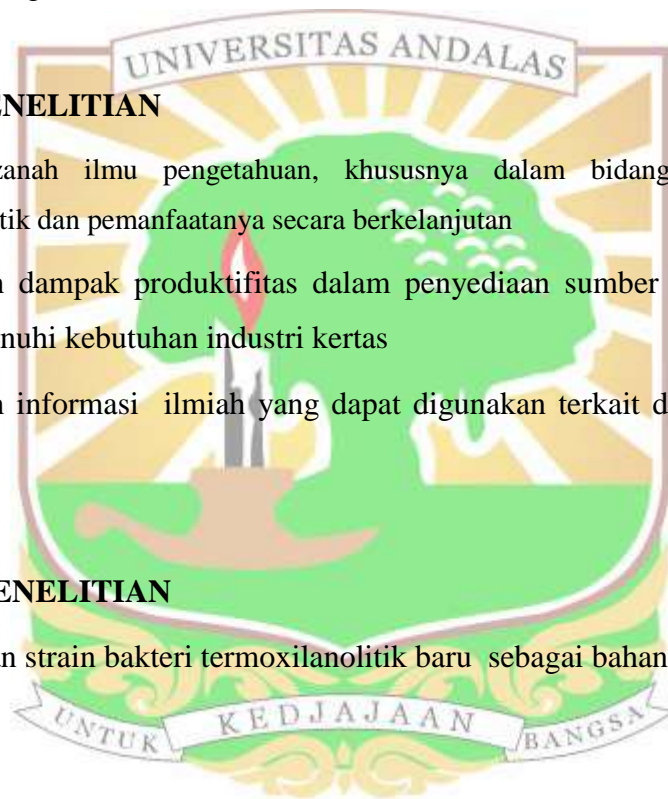 UNIVERSITAS ANDALAS
ENELITIAN
zanah ilmu pengetahuan, khususnya dalam bidang
tik dan pemanfaatanya secara berkelanjutan
dampak produktifitas dalam penyediaan sumber
nuhi kebutuhan industri kertas
informasi ilmiah yang dapat digunakan terkait d
ENELITIAN
an strain bakteri termoxilanolitik baru sebagai bahan
UNTUK KEDJAJAAN BANGSA